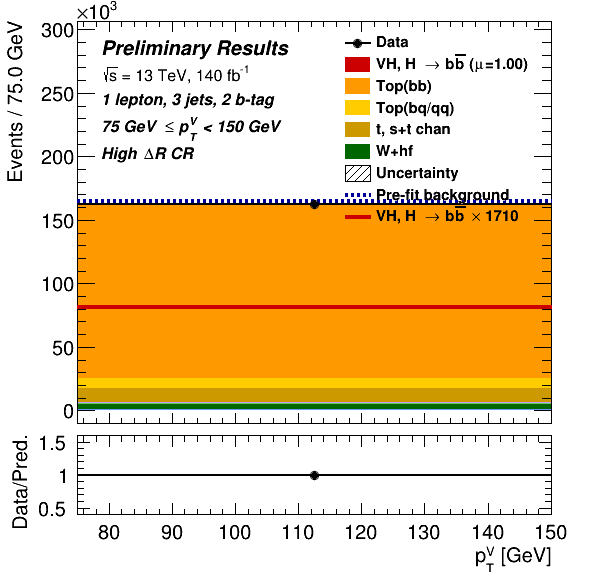 ×10³
Events / 75.0 GeV
300
250
200
150
100
50
0
Preliminary Results
√s = 13 TeV, 140 fb⁻¹
1 lepton, 3 jets, 2 b-tag
75 GeV ≤ p_T^V < 150 GeV
High ΔR CR
Data
VH, H → bb̅ (μ=1.00)
Top(bb)
Top(bq/qq)
t, s+t chan
W+hf
Uncertainty
Pre-fit background
VH, H → bb̅ × 1710
Data/Pred.
1.5
1
0.5
80 90 100 110 120 130 140 150
p_T^V [GeV]